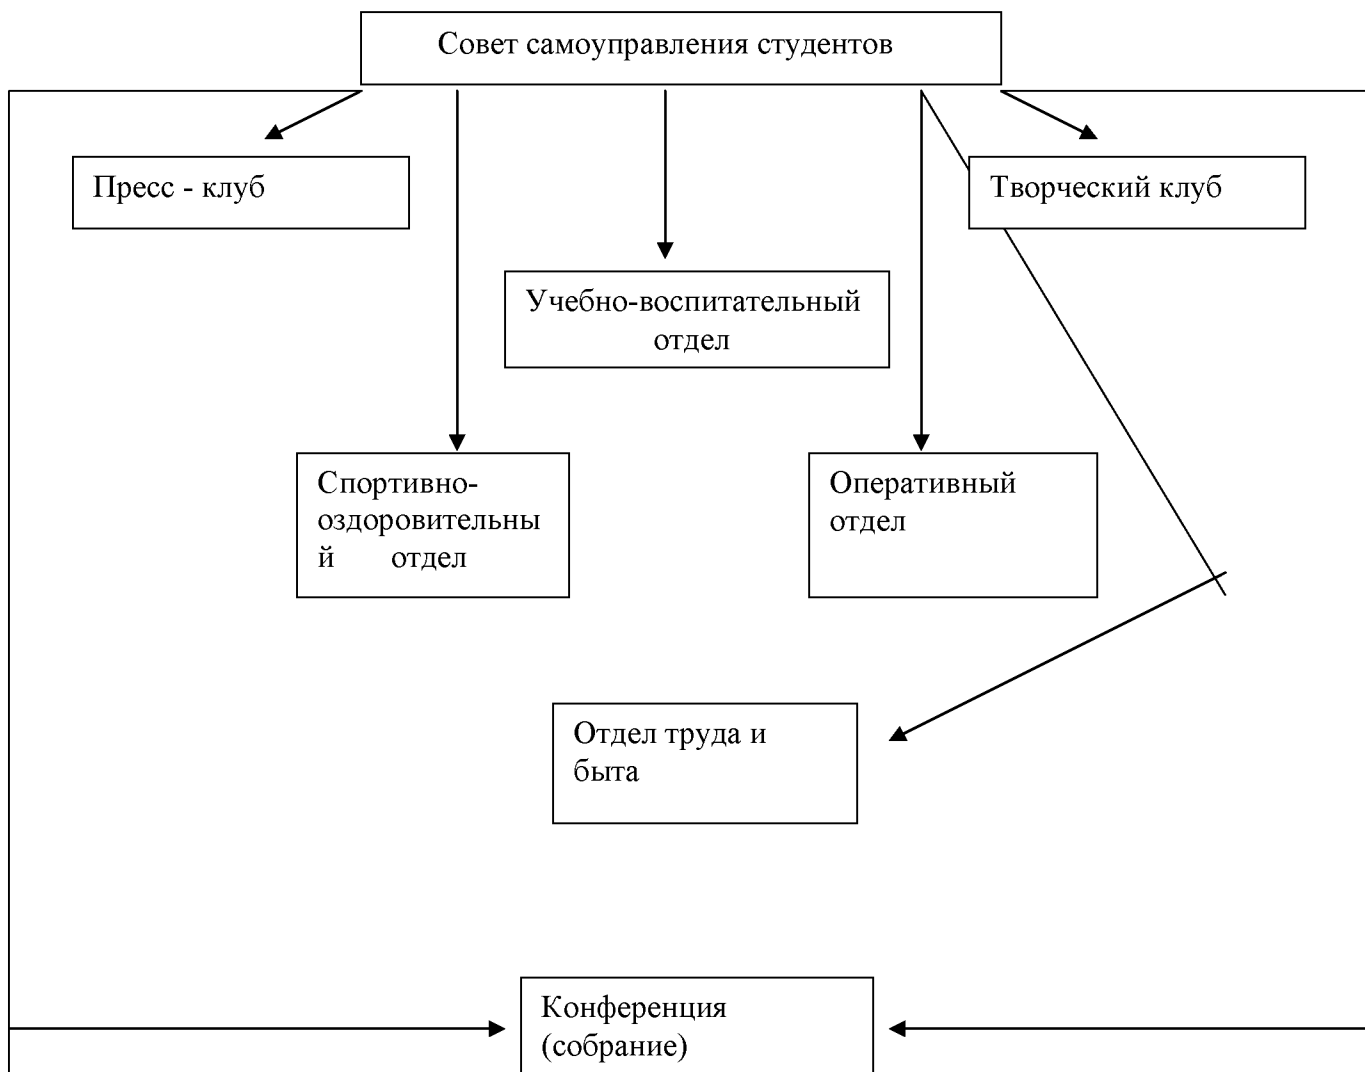 Совет самоуправления студентов
Пресс - клуб
Творческий клуб
Учебно-воспитательный
отдел
Спортивно-
оздоровительны
й отдел
Оперативный
отдел
Отдел труда и
быта
Конференция
(собрание)